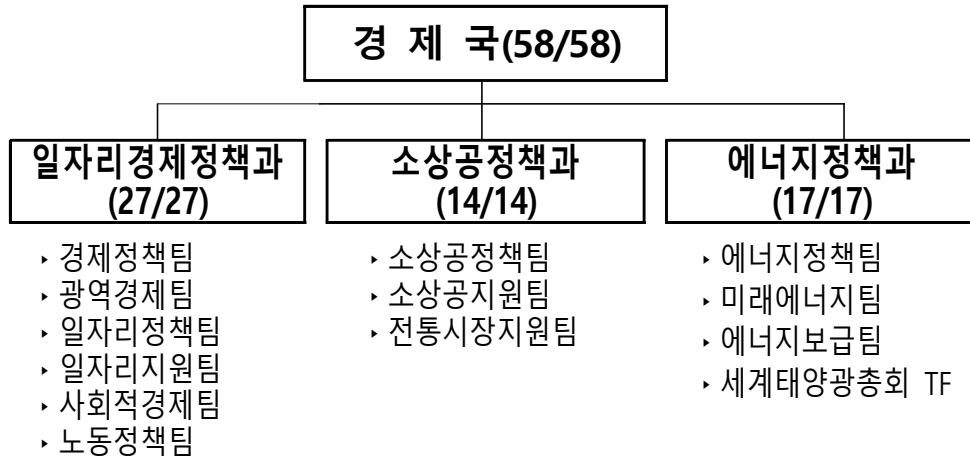 경 제 국(58/58)
일자리경제정책과
(27/27)
‣ 경제정책팀
‣ 광역경제팀
‣ 일자리정책팀
‣ 일자리지원팀
‣ 사회적경제팀
‣ 노동정책팀
소상공정책과
(14/14)
‣ 소상공정책팀
‣ 소상공지원팀
‣ 전통시장지원팀
에너지정책과
(17/17)
‣ 에너지정책팀
‣ 미래에너지팀
‣ 에너지보급팀
‣ 세계태양광총회 TF